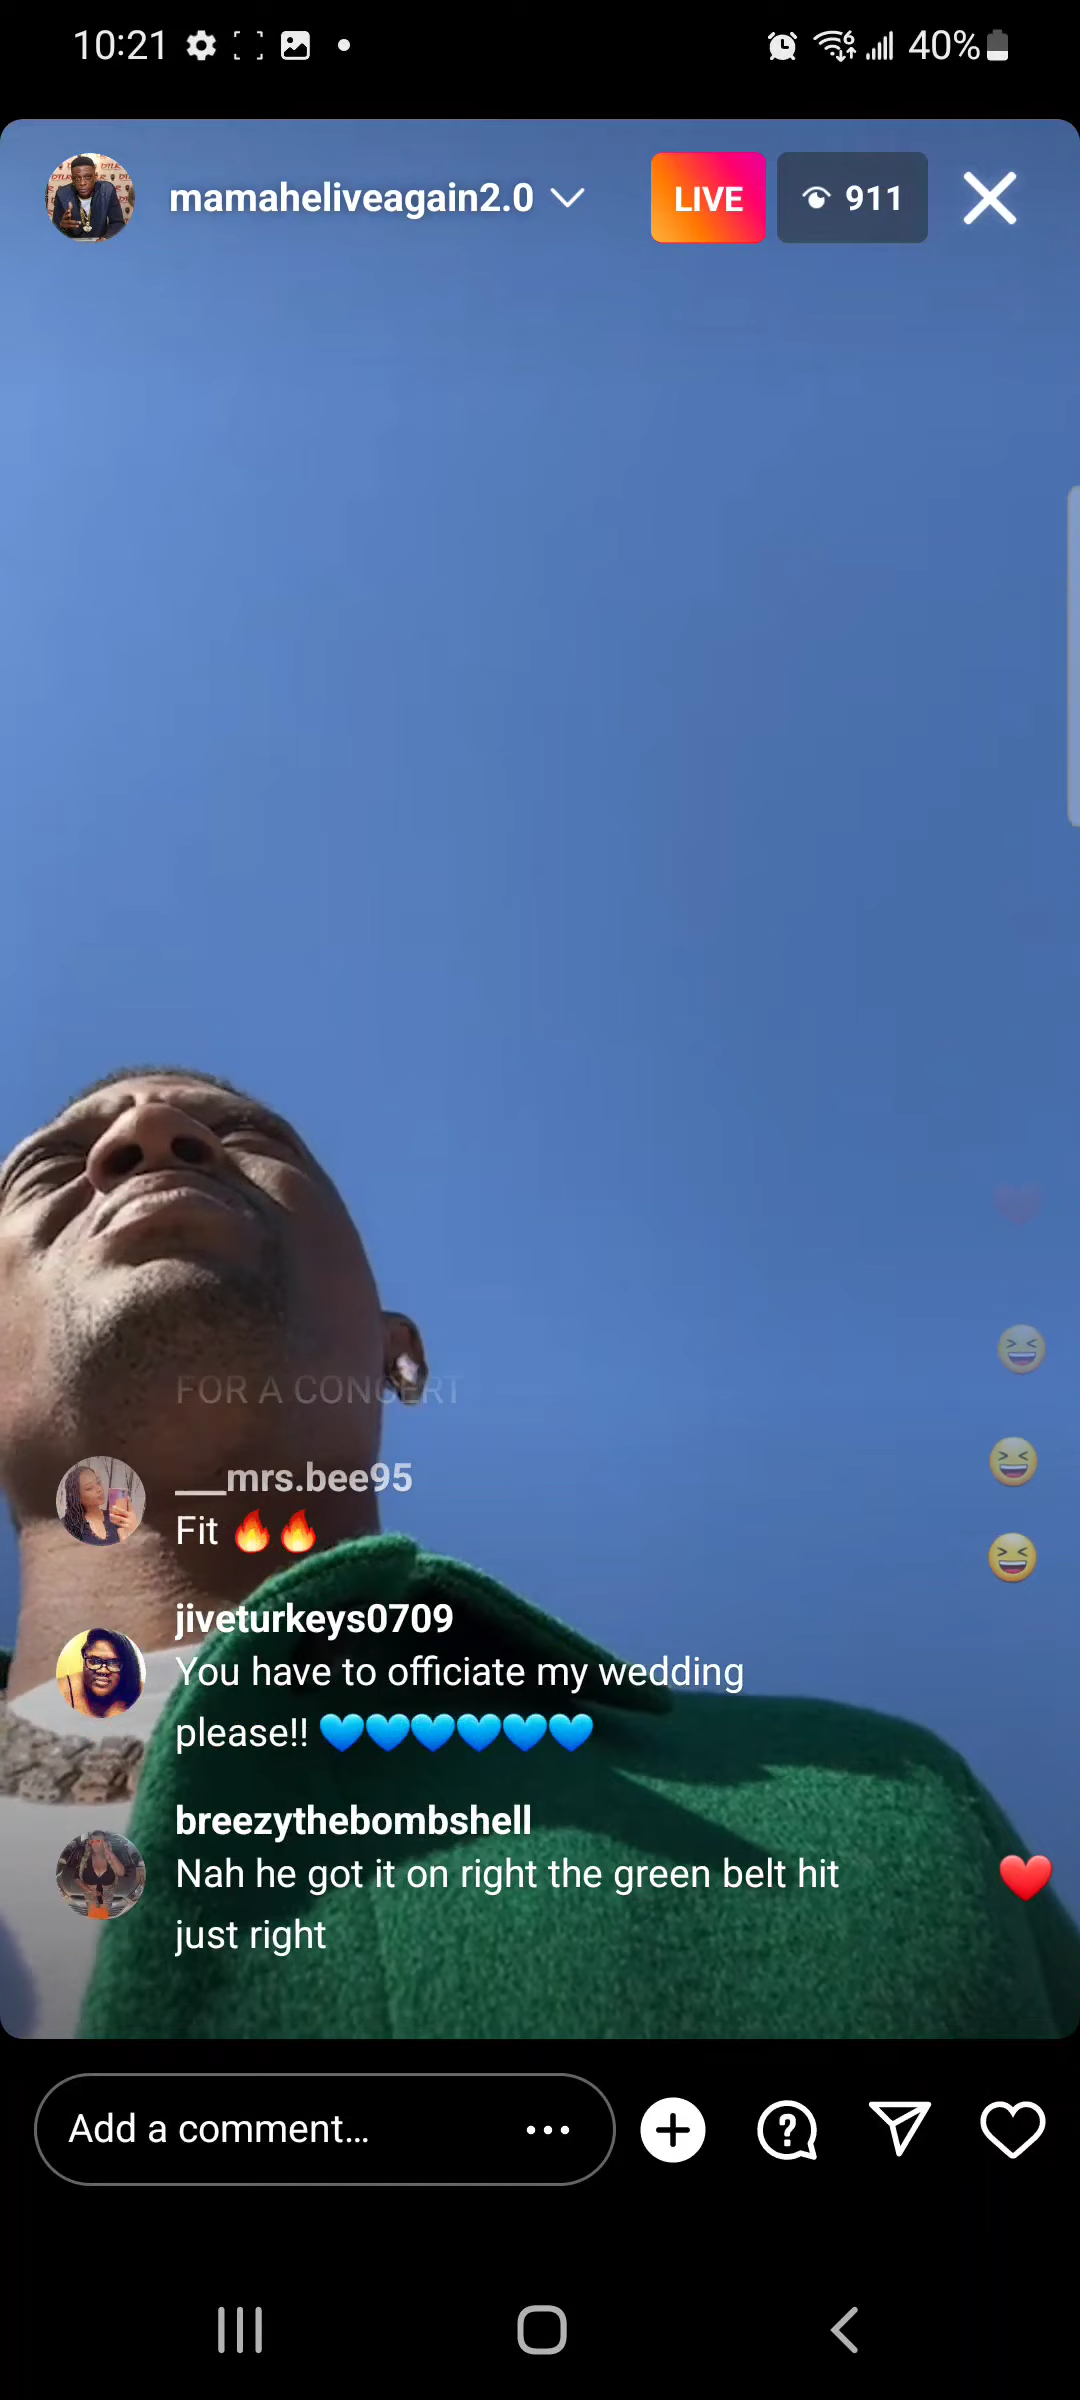 10:21
40%
mamaheliveagain2.0
LIVE
911
FOR A CONCERT
___mrs.bee95
Fit 🔥🔥
jiveturkeys0709
You have to officiate my wedding
please!! 💙💙💙💙💙💙
breezythebombshell
Nah he got it on right the green belt hit
just right
Add a comment…